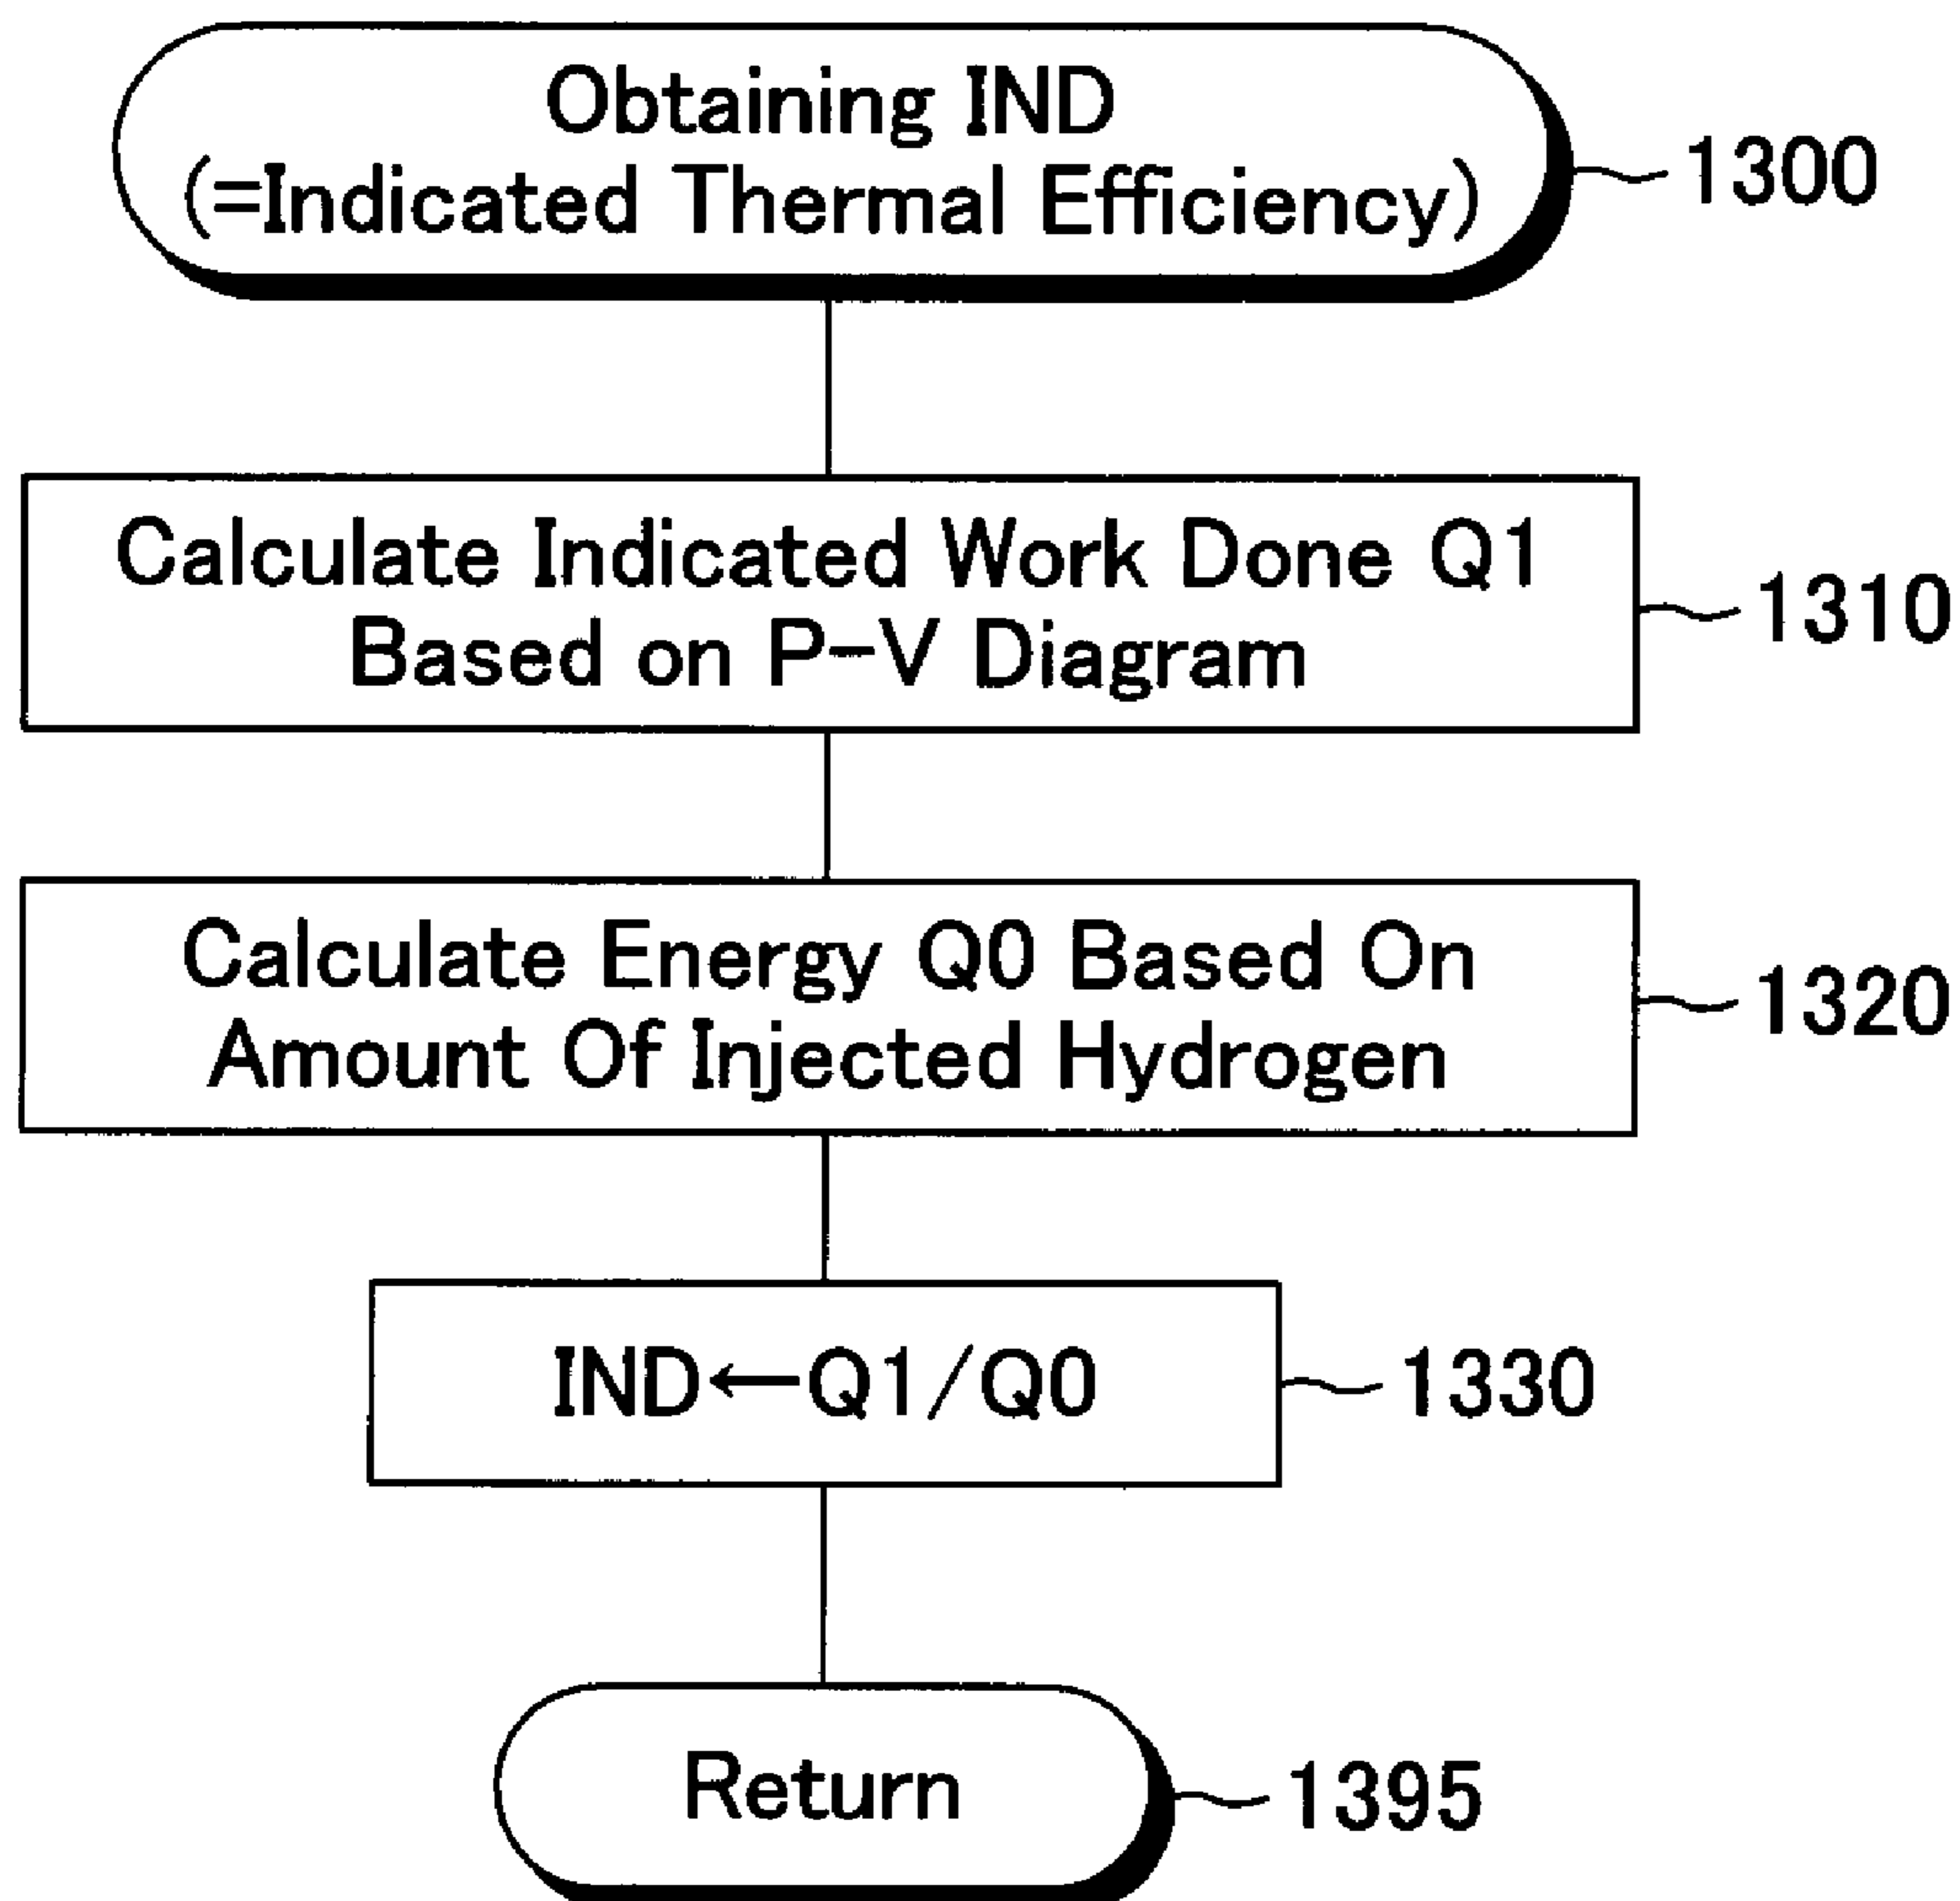 Obtaining IND
(=Indicated Thermal Efficiency)
1300
Calculate Indicated Work Done Q1
Based on P-V Diagram
1310
Calculate Energy Q0 Based On
Amount Of Injected Hydrogen
1320
IND←Q1/Q0
1330
Return
1395